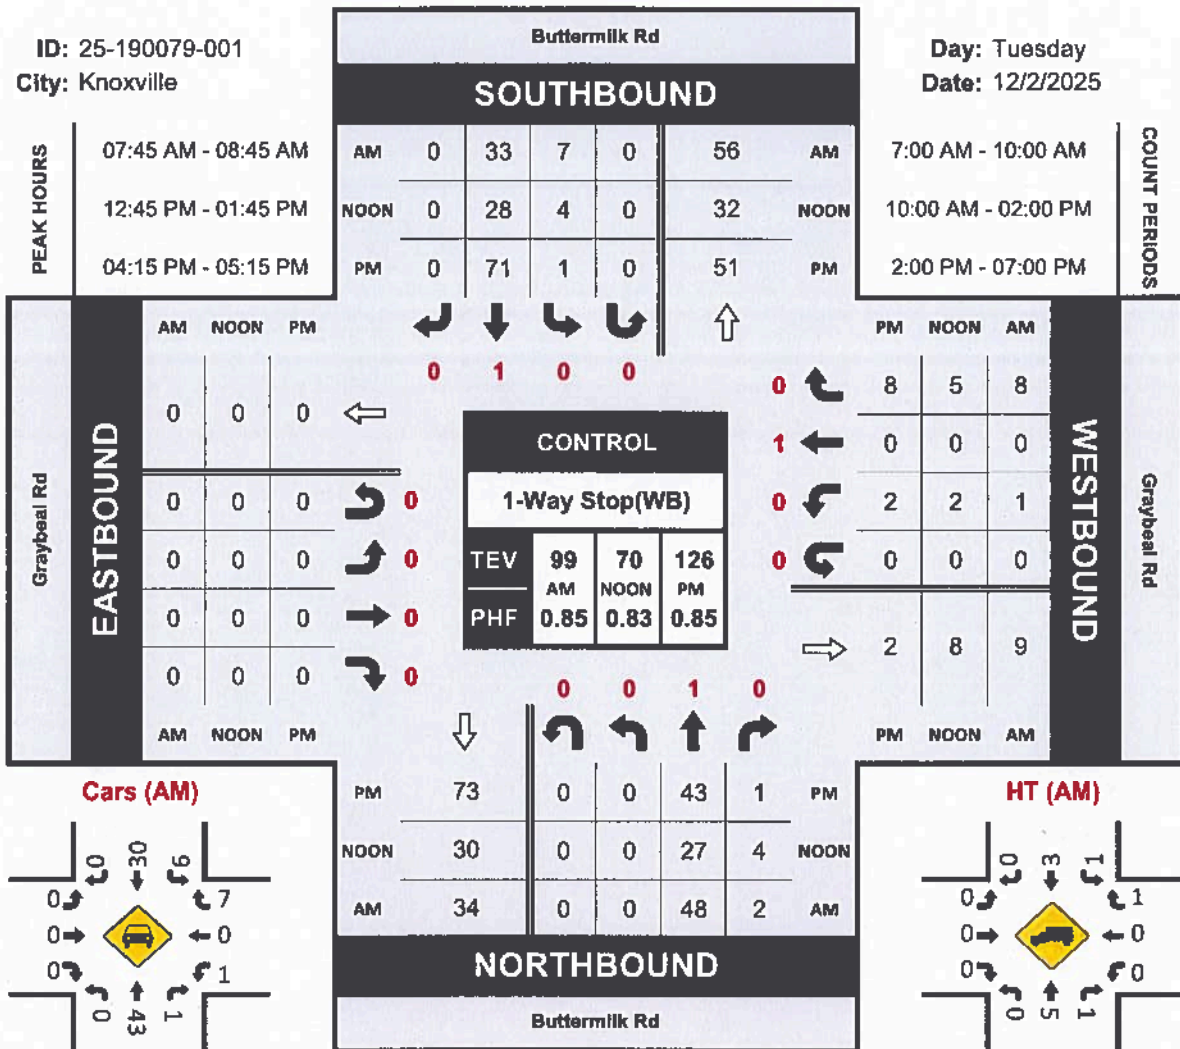 Buttermilk Rd
ID: 25-190079-001
Day: Tuesday
City: Knoxville
Date: 12/2/2025
SOUTHBOUND
PEAK HOURS
07:45 AM - 08:45 AM
AM 0 33 7 0 56 AM
7:00 AM - 10:00 AM
COUNT PERIODS
12:45 PM - 01:45 PM
NOON 0 28 4 0 32 NOON
10:00 AM - 02:00 PM
04:15 PM - 05:15 PM
PM 0 71 1 0 51 PM
2:00 PM - 07:00 PM
0 1 0 0
Graybeal Rd
EASTBOUND
AM NOON PM
0 0 0
0 0 0 0
0 0 0 0
0 0 0 0
0 0 0 0
AM NOON PM
CONTROL
1-Way Stop(WB)
TEV 99 70 126
AM NOON PM
PHF 0.85 0.83 0.85
PM NOON AM
0 8 5 8
1 0 0 0
0 2 2 1
0 0 0 0
2 8 9
PM NOON AM
WESTBOUND
Graybeal Rd
0 0 1 0
PM 73 0 0 43 1 PM
NOON 30 0 0 27 4 NOON
AM 34 0 0 48 2 AM
NORTHBOUND
Buttermilk Rd
Cars (AM)
0 30 6
0 7
0 0
0 1
0 43 1
HT (AM)
0 3 1
0 1
0 0
0 0
0 5 1